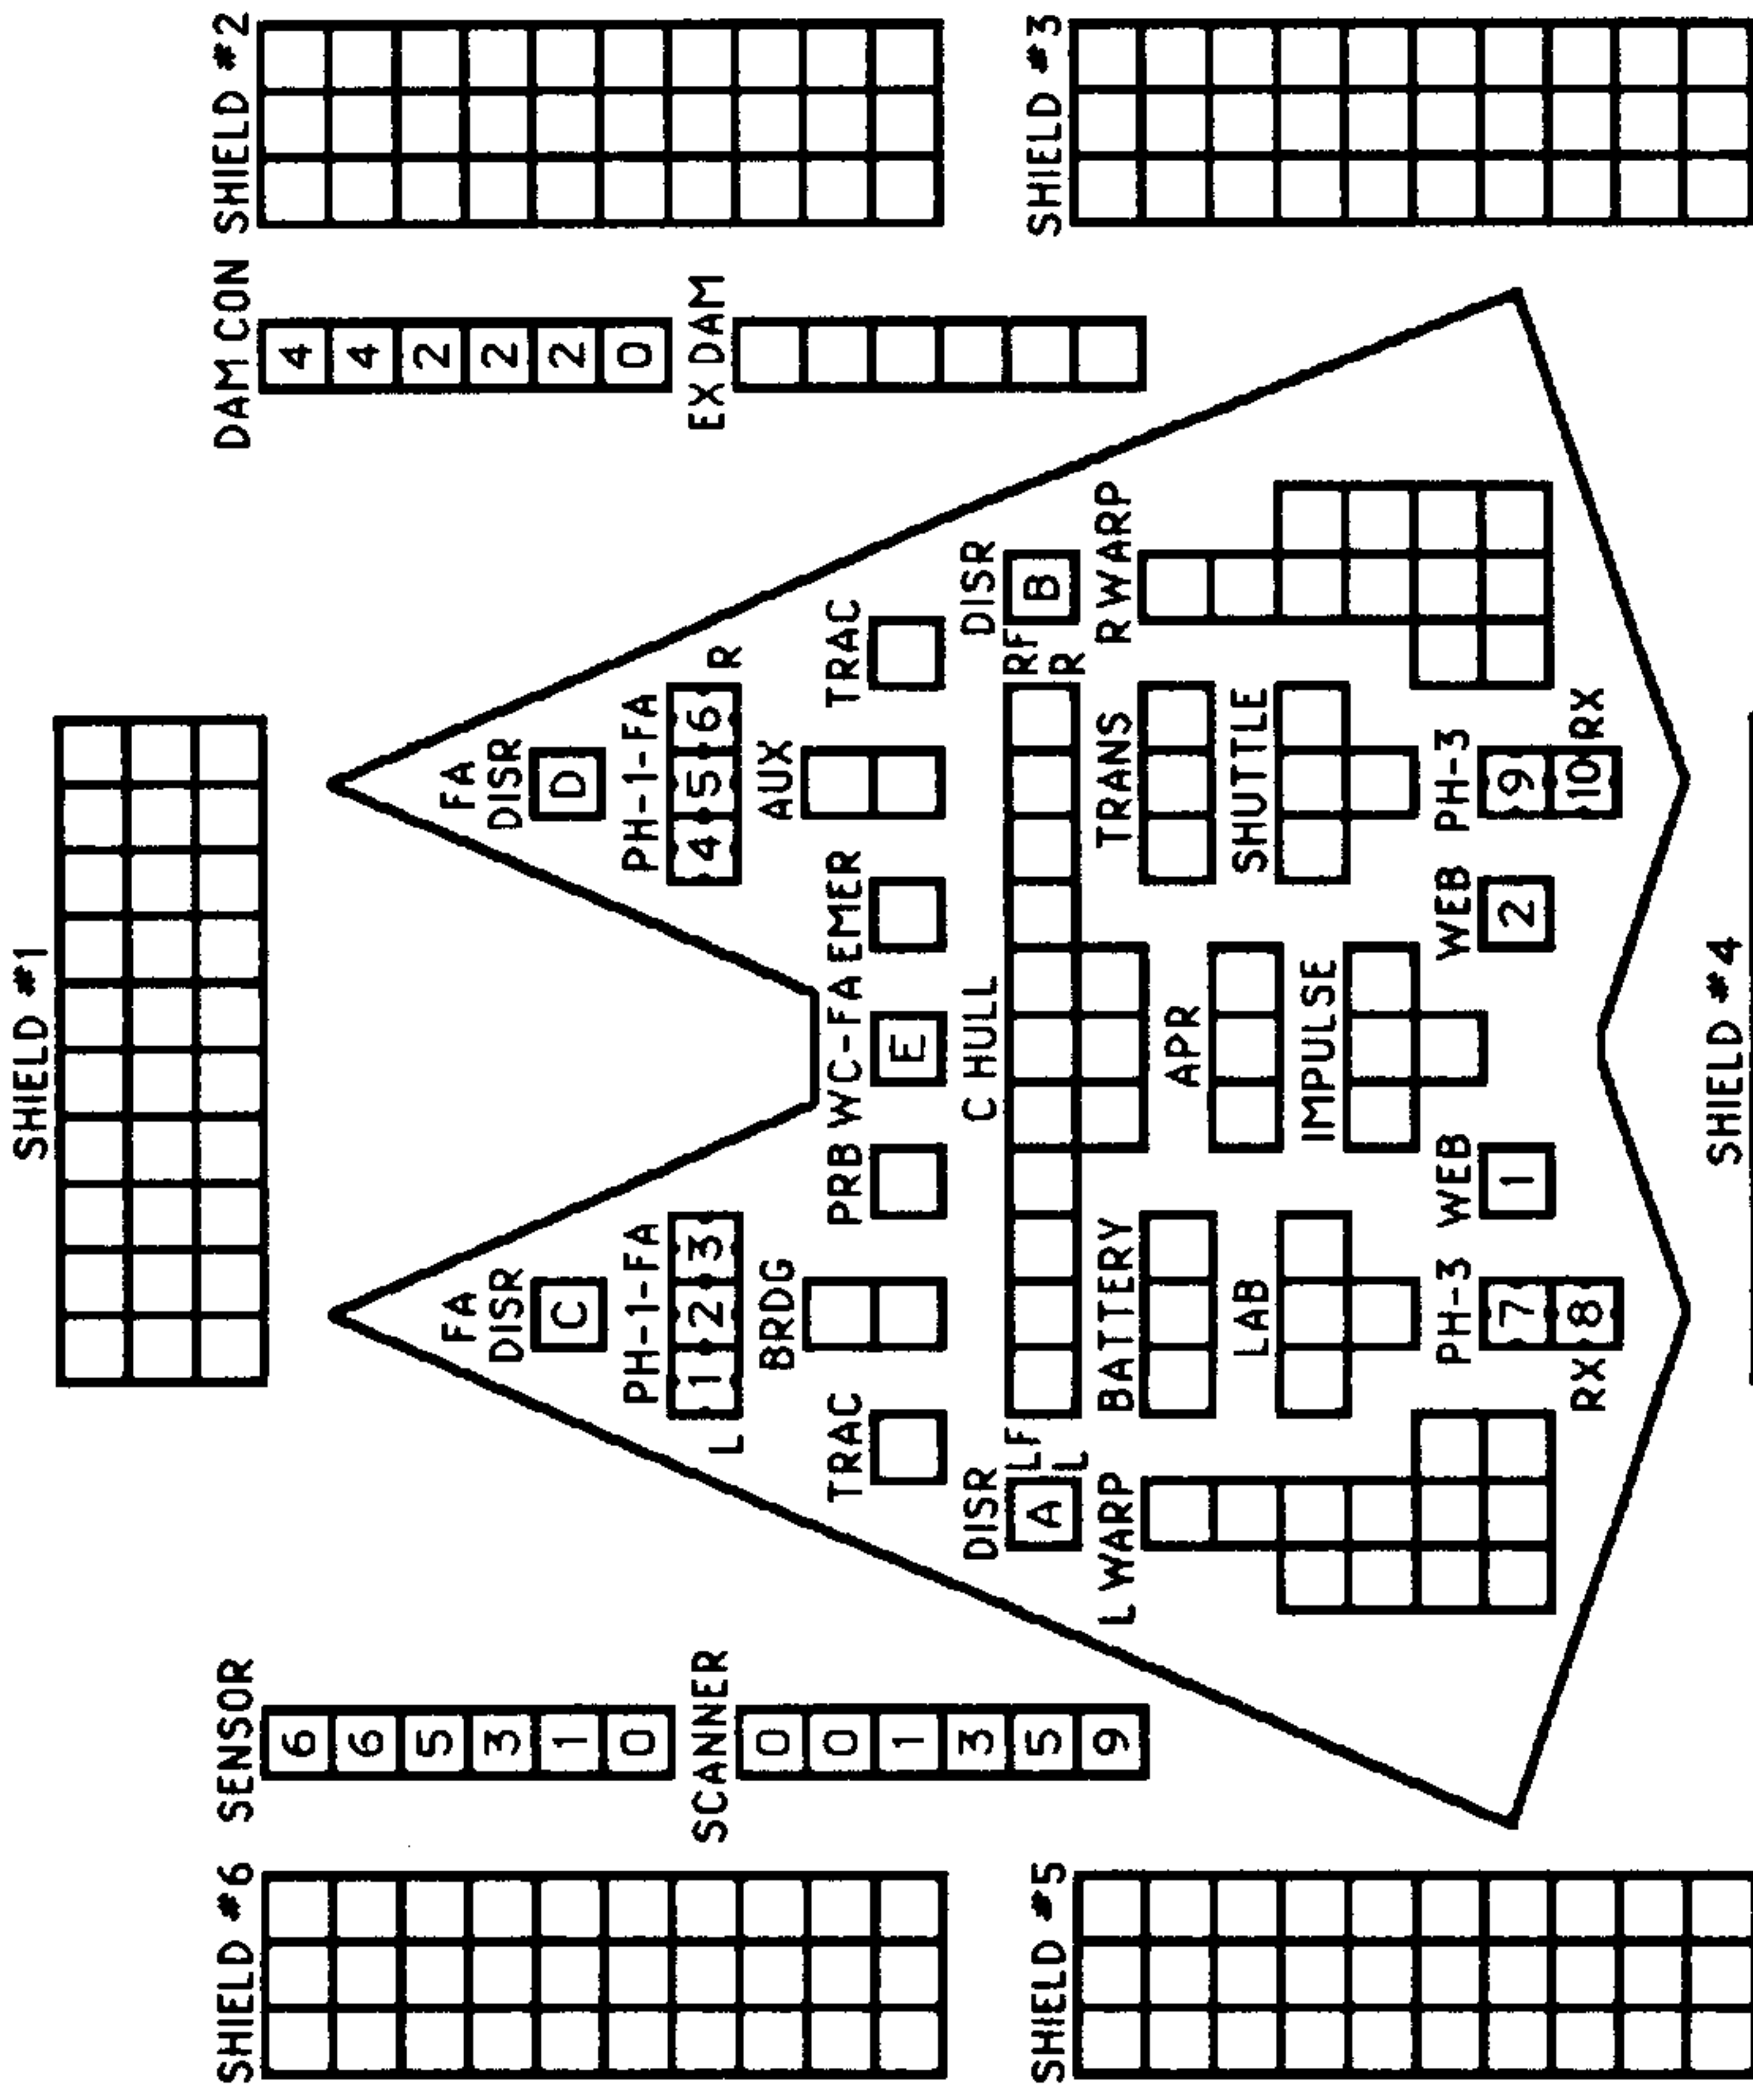 SHIELD #1
SHIELD #6
SENSOR
6
6
5
3
1
0
SCANNER
0
0
1
3
5
9
DAM CON
4
4
2
2
2
0
EX DAM
SHIELD #2
FA
DISR
C
FA
DISR
D
PH-1-FA
L 1 2 3
PH-1-FA
4 5 6 R
BRDG
AUX
TRAC
PRB
WC-FA
E
EMER
TRAC
DISR
A
LF
L
C HULL
DISR
B
RF
R
L WARP
BATTERY
APR
TRANS
R WARP
LAB
IMPULSE
SHUTTLE
PH-3
7
RX 8
WEB
1
WEB
2
PH-3
9
10 RX
SHIELD #5
SHIELD #3
SHIELD #4